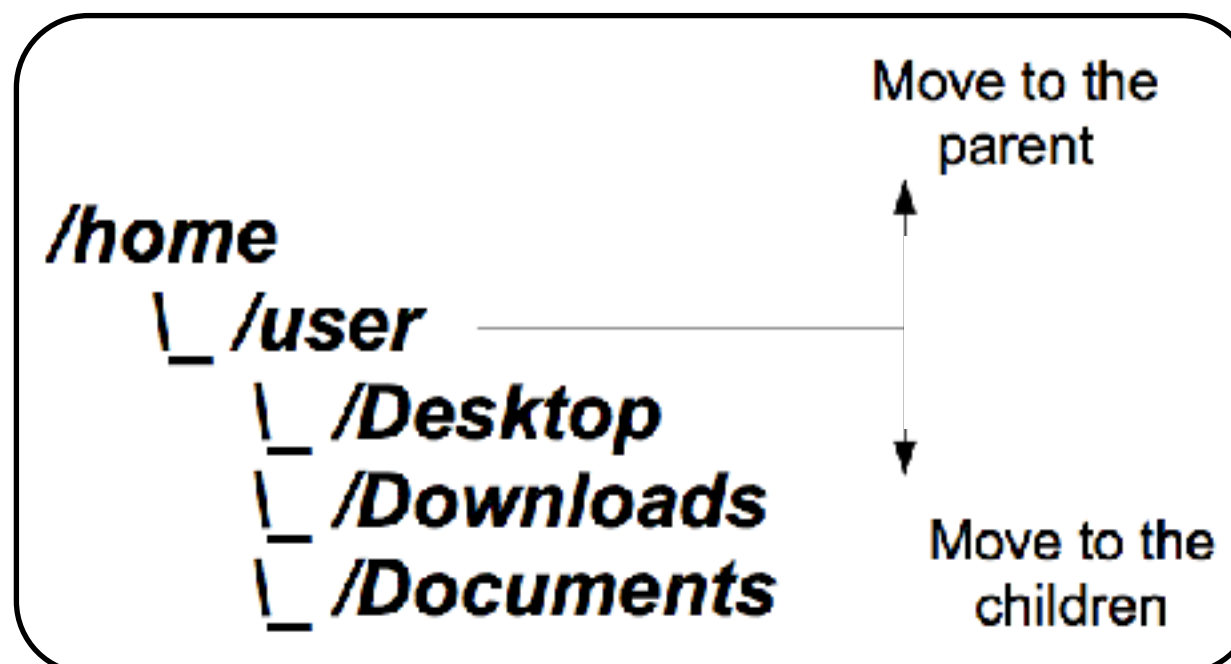 Move to the
parent
/home
\_ /user
\_ /Desktop
\_ /Downloads
\_ /Documents
Move to the
children